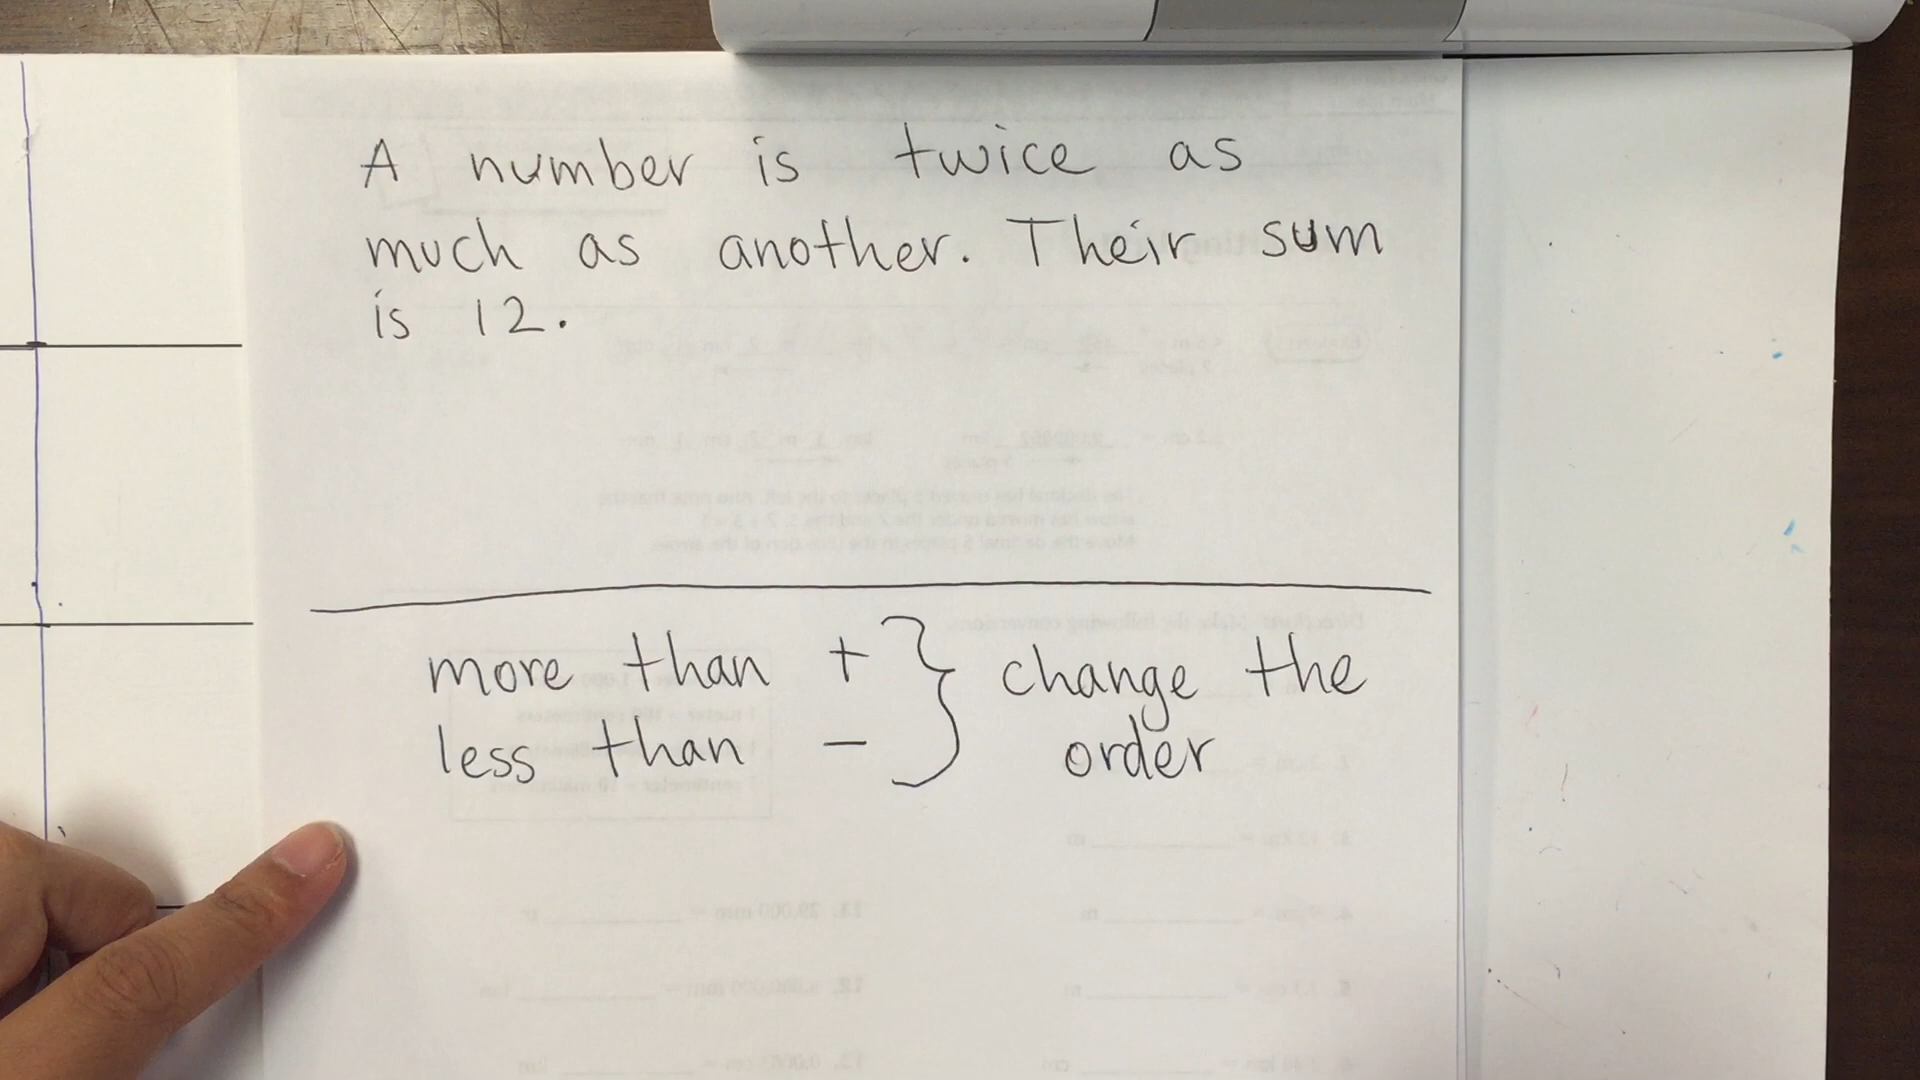 A number is twice as
much as another. Their sum
is 12.
more than +
less than -
} change the
order